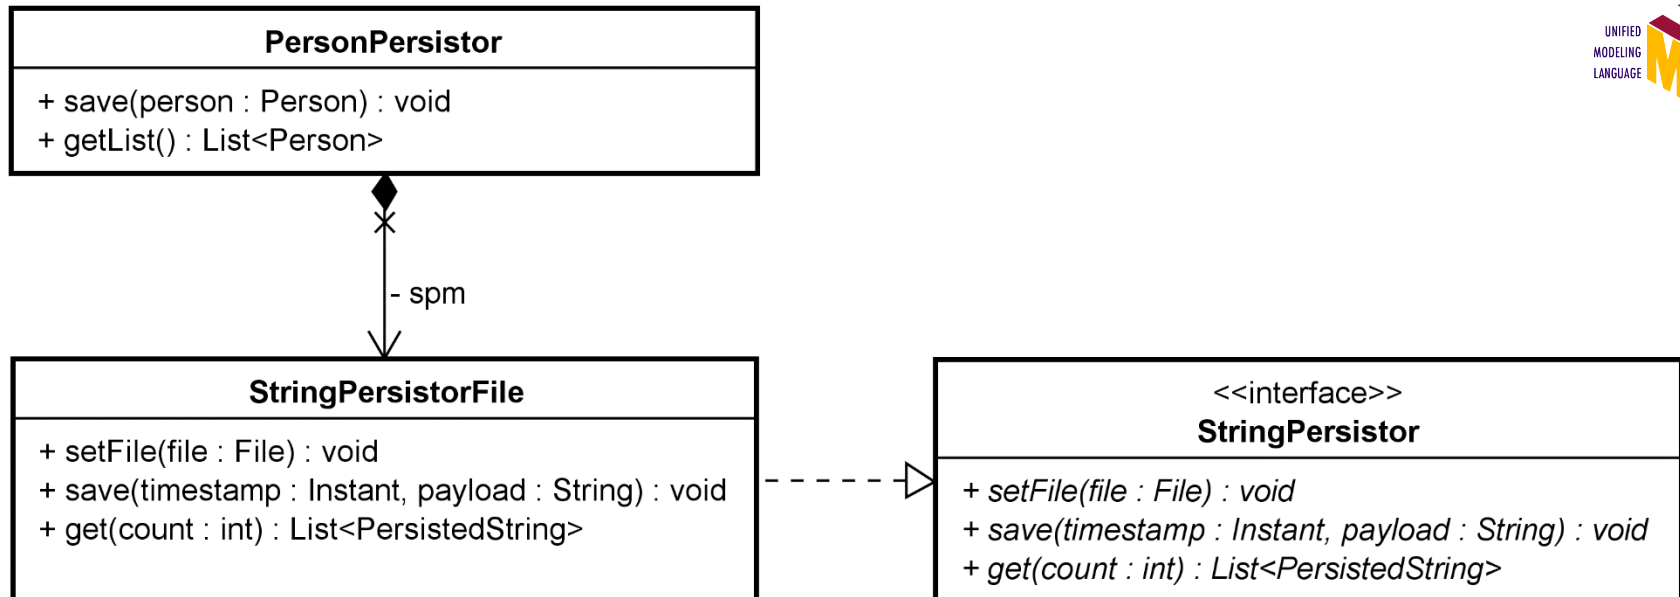 PersonPersistor
+ save(person : Person) : void
+ getList() : List<Person>
UNIFIED
MODELING
LANGUAGE
- spm
StringPersistorFile
+ setFile(file : File) : void
+ save(timestamp : Instant, payload : String) : void
+ get(count : int) : List<PersistedString>
<<interface>>
StringPersistor
+ setFile(file : File) : void
+ save(timestamp : Instant, payload : String) : void
+ get(count : int) : List<PersistedString>